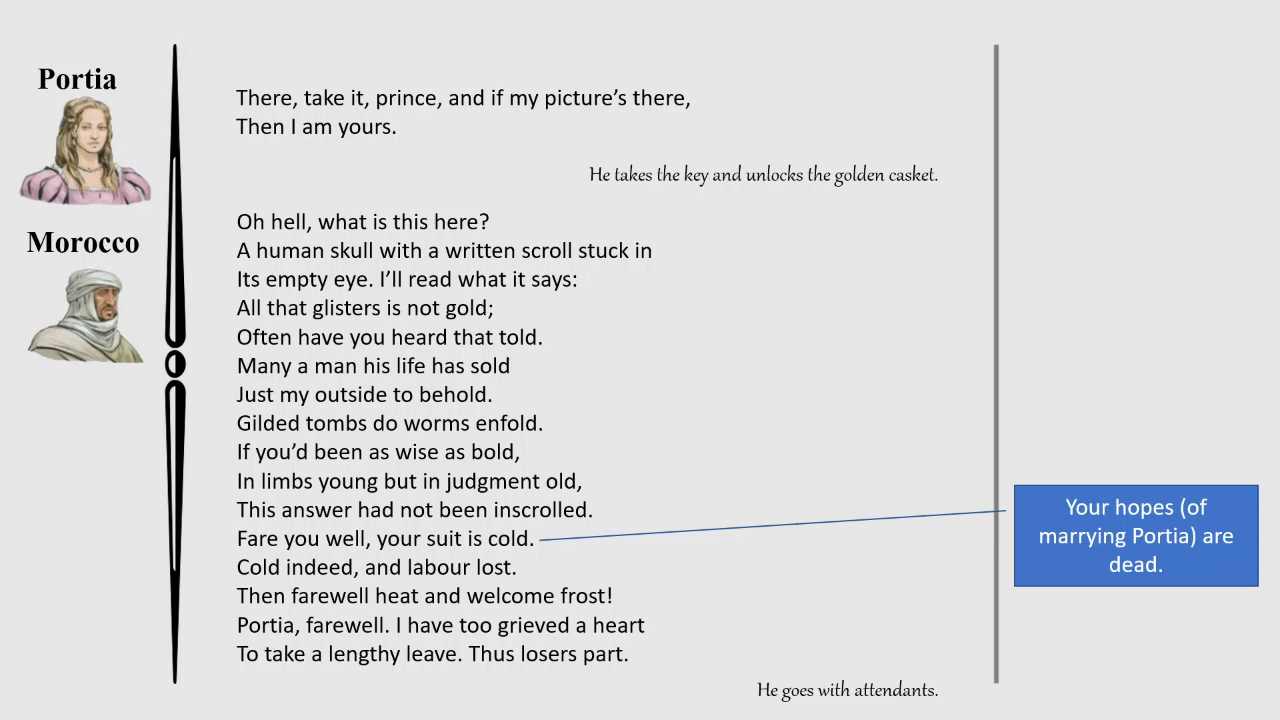 Portia
There, take it, prince, and if my picture’s there,
Then I am yours.
He takes the key and unlocks the golden casket.
Morocco
Oh hell, what is this here?
A human skull with a written scroll stuck in
Its empty eye. I’ll read what it says:
All that glisters is not gold;
Often have you heard that told.
Many a man his life has sold
Just my outside to behold.
Gilded tombs do worms enfold.
If you’d been as wise as bold,
In limbs young but in judgment old,
This answer had not been inscrolled.
Fare you well, your suit is cold.
Your hopes (of
marrying Portia) are
dead.
Cold indeed, and labour lost.
Then farewell heat and welcome frost!
Portia, farewell. I have too grieved a heart
To take a lengthy leave. Thus losers part.
He goes with attendants.